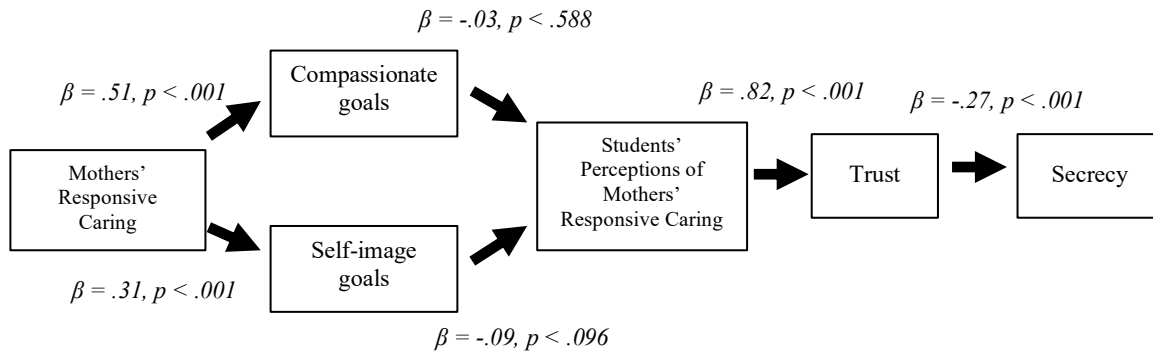 β = -.03, p < .588
Compassionate
goals
β = .51, p < .001
β = .82, p < .001
β = -.27, p < .001
Mothers’
Responsive
Caring
Students’
Perceptions of
Mothers’
Responsive Caring
Trust
Secrecy
Self-image
goals
β = .31, p < .001
β = -.09, p < .096